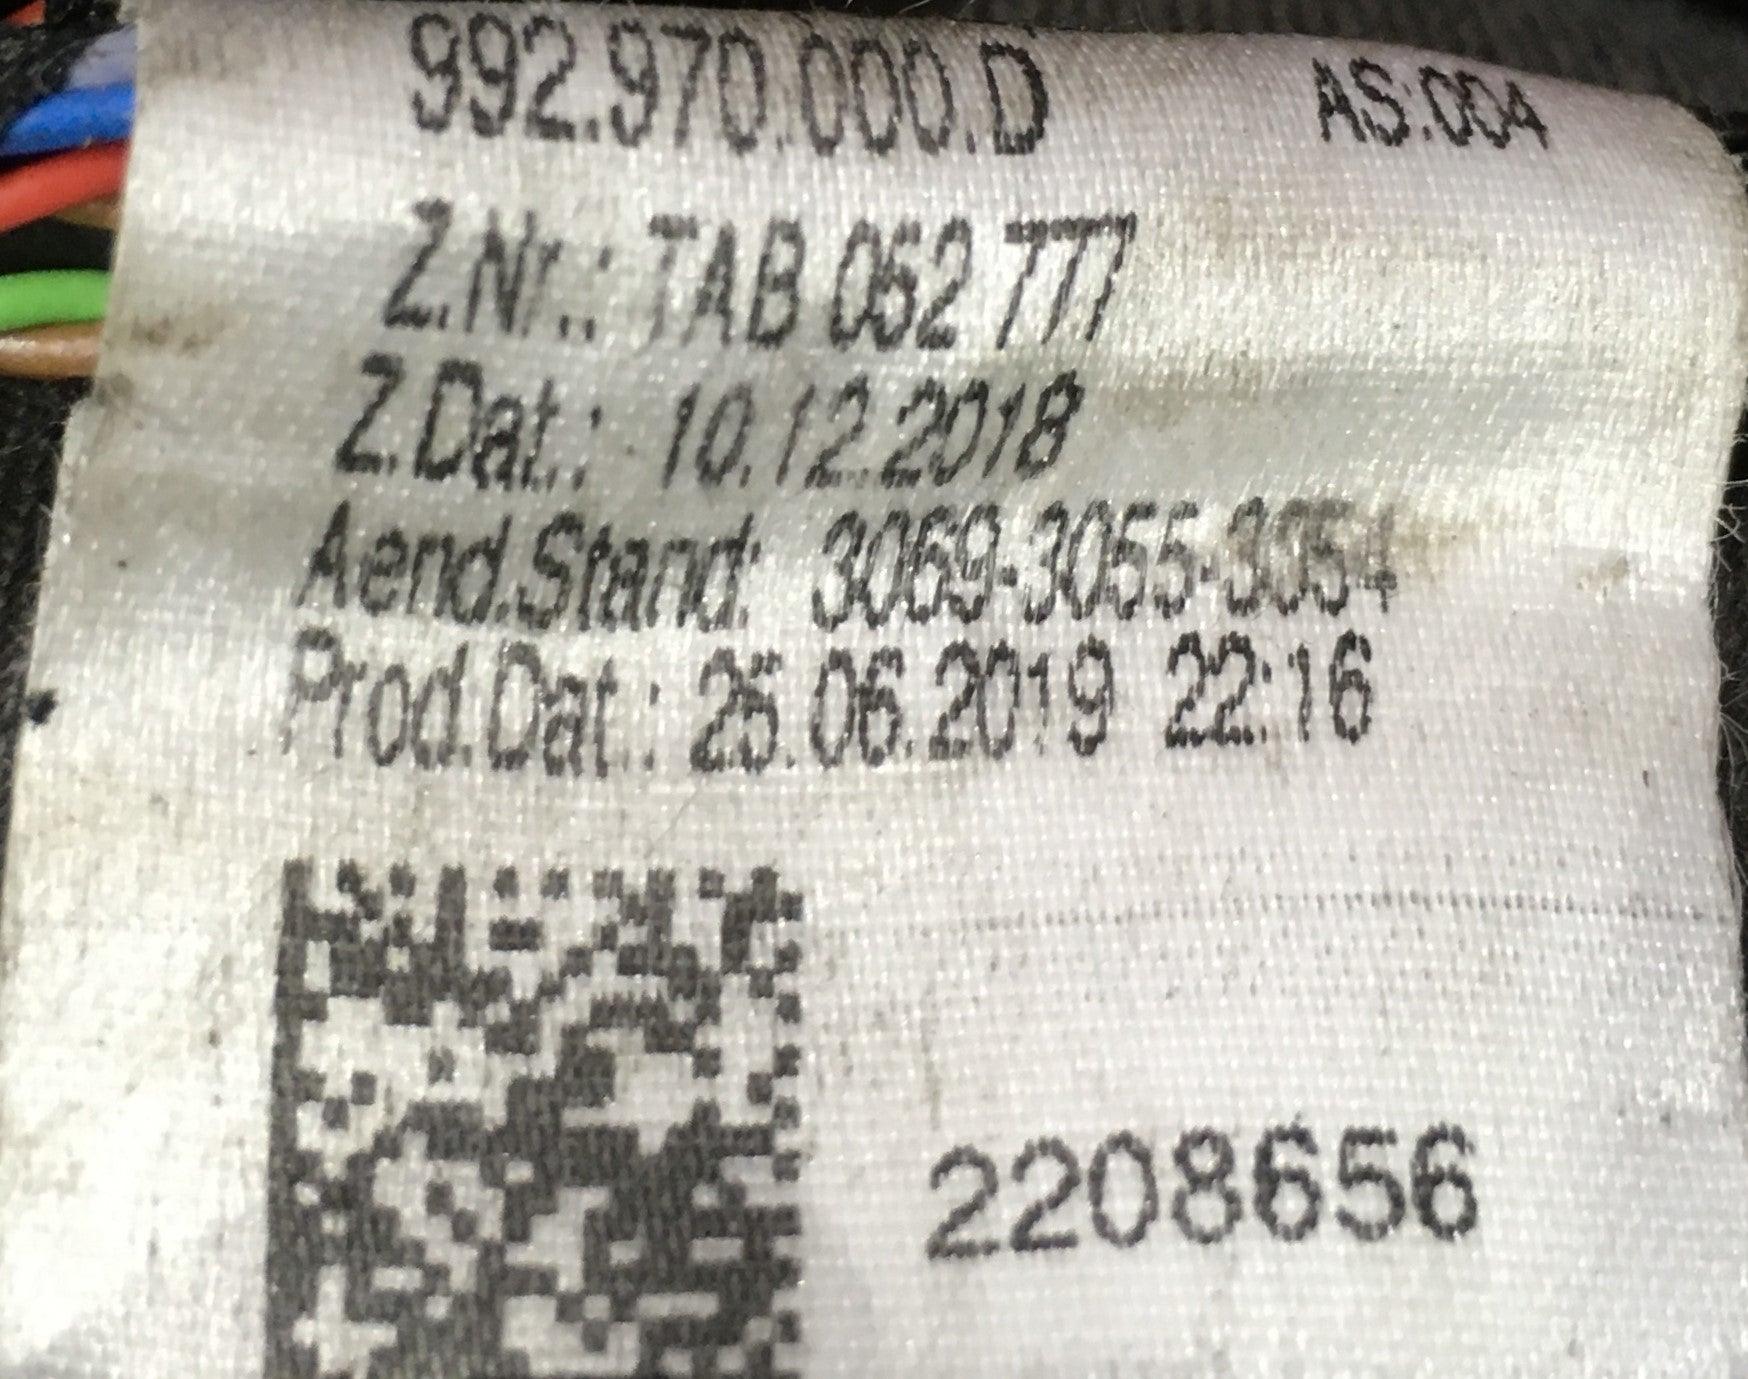 992.970.000.D AS:004
Z.Nr.: TAB 052 777
Z.Dat.: 10.12.2018
Aend.Stand: 3069-3055-3054
Prod.Dat.: 25.06.2019 22:16
2208656